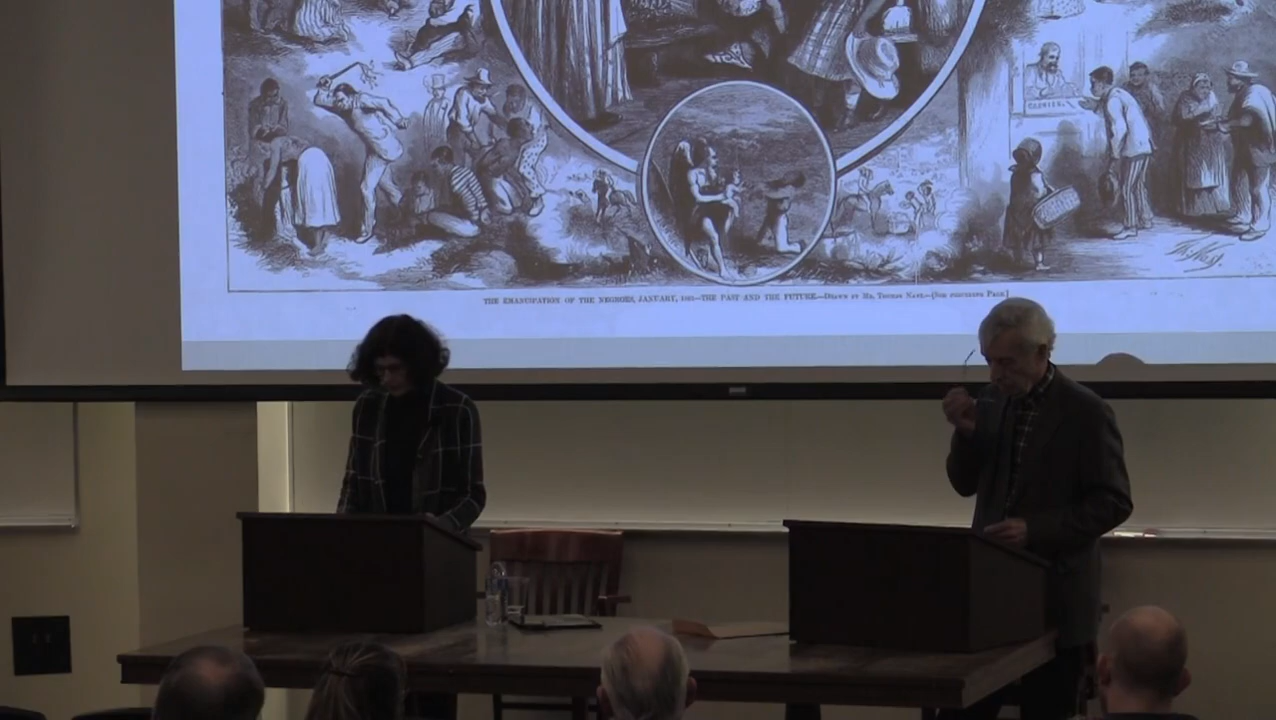 CASHIER.
THE EMANCIPATION OF THE NEGROES, JANUARY, 1863—THE PAST AND THE FUTURE.—Drawn by Mr. Thomas Nast.—[See preceding Page.]